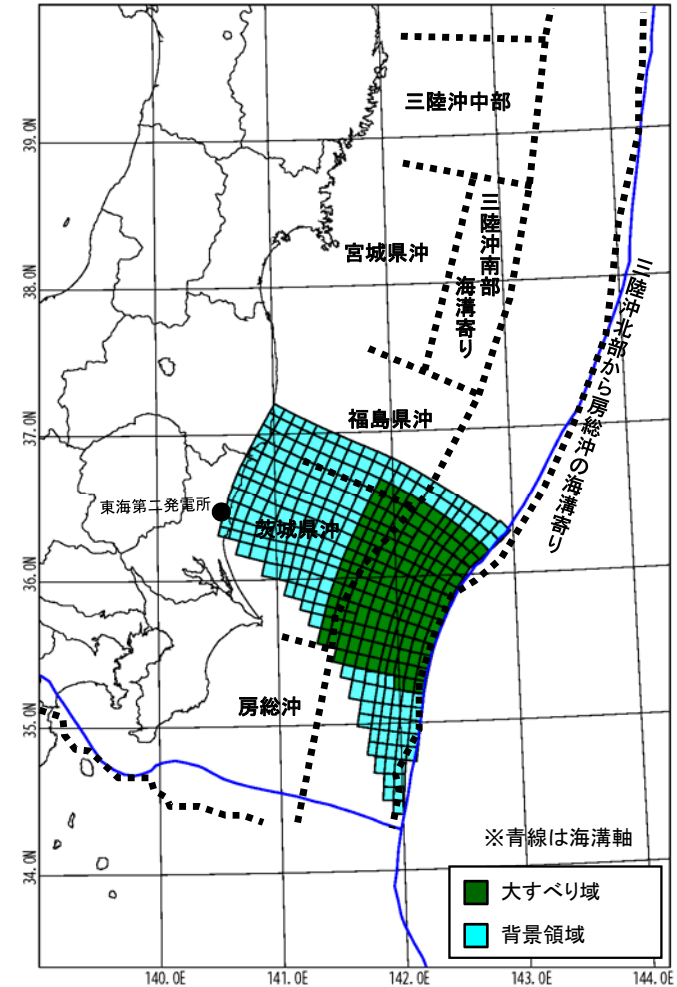 三陸沖中部
39.0N
三陸沖南部
海溝寄り
宮城県沖
38.0N
三陸沖北部から房総沖の海溝寄り
福島県沖
37.0N
東海第二発電所
茨城県沖
36.0N
房総沖
35.0N
※青線は海溝軸
34.0N
大すべり域
背景領域
140.0E
141.0E
142.0E
143.0E
144.0E